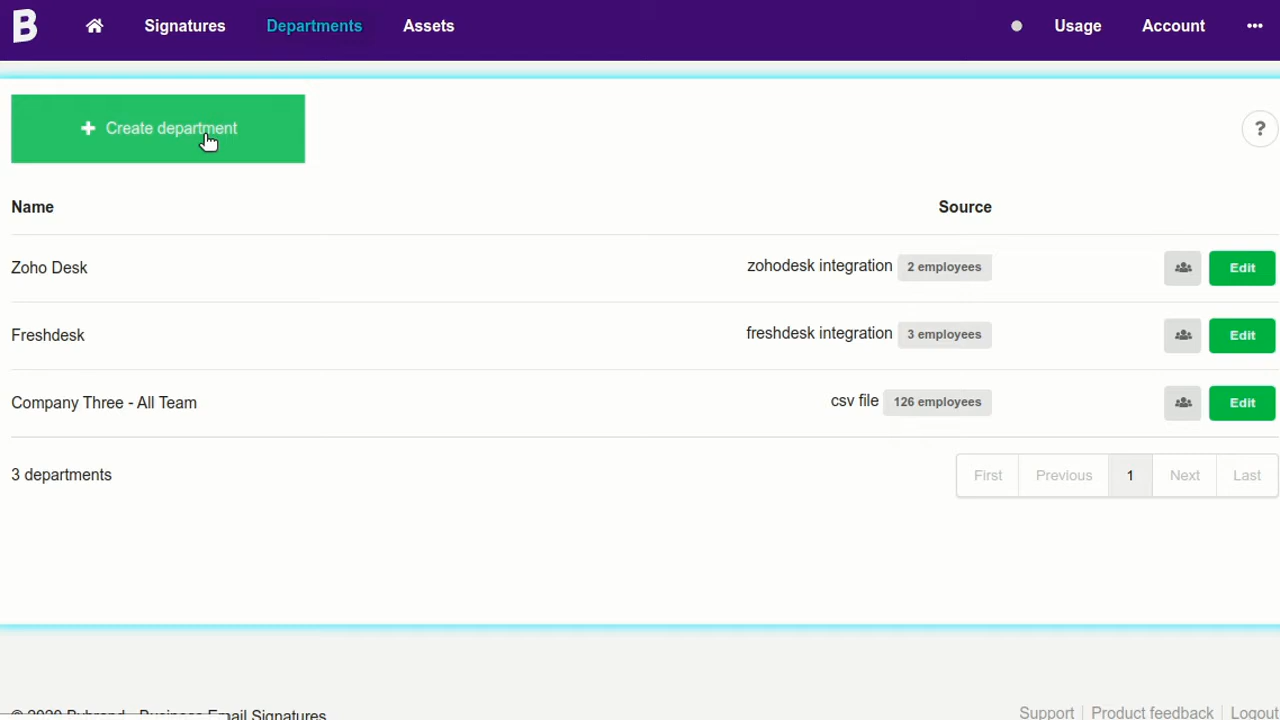 B Signatures Departments Assets Usage Account •••
+ Create department
?
Name Source
Zoho Desk zohodesk integration 2 employees Edit
Freshdesk freshdesk integration 3 employees Edit
Company Three - All Team csv file 126 employees Edit
3 departments First Previous 1 Next Last
© 2020 Bybrand - Business Email Signatures Support | Product feedback | Logout